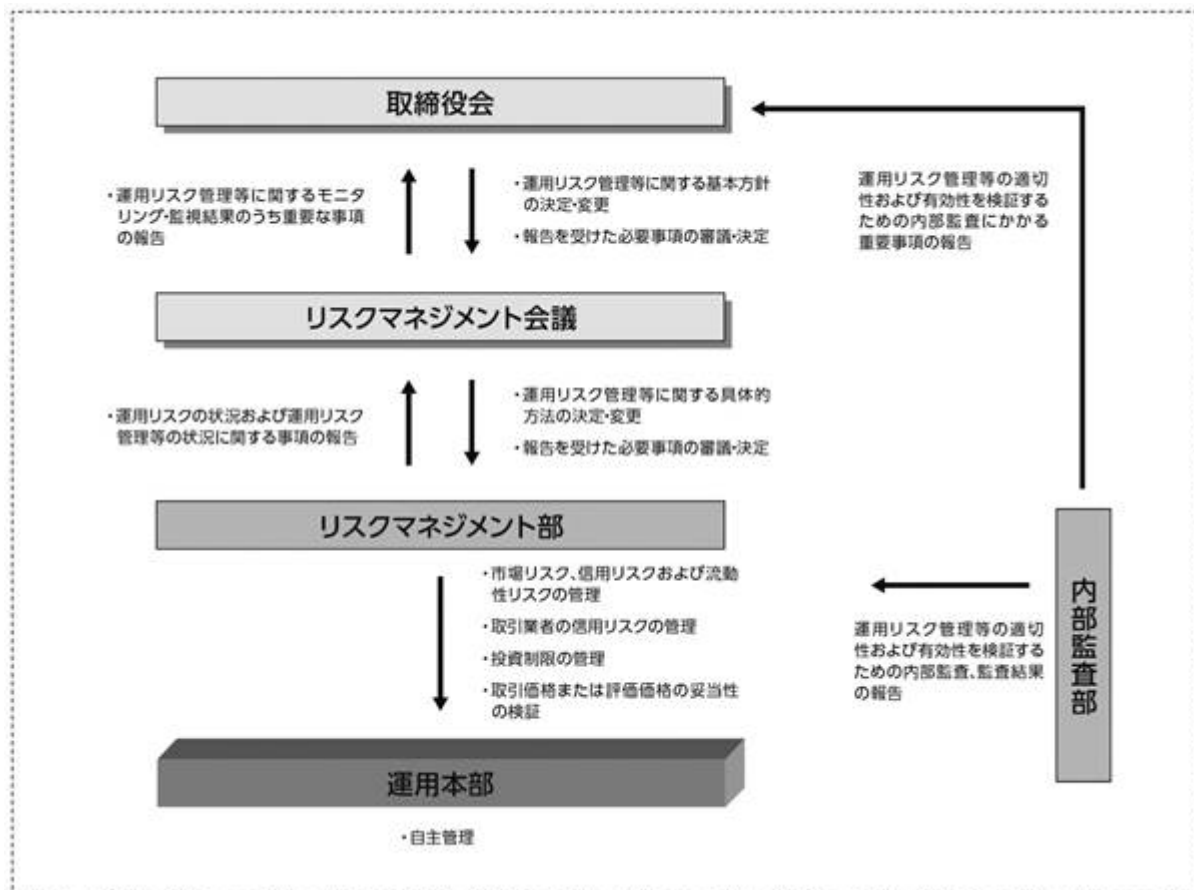 取締役会
・運用リスク管理等に関するモニタ
リング・監視結果のうち重要な事項
の報告
・運用リスク管理等に関する基本方針
の決定・変更
・報告を受けた必要事項の審議・決定
運用リスク管理等の適切
性および有効性を検証する
ための内部監査にかかる
重要事項の報告
リスクマネジメント会議
・運用リスクの状況および運用リスク
管理等の状況に関する事項の報告
・運用リスク管理等に関する具体的
方法の決定・変更
・報告を受けた必要事項の審議・決定
リスクマネジメント部
・市場リスク、信用リスクおよび流動
性リスクの管理
・取引業者の信用リスクの管理
・投資制限の管理
・取引価格または評価価格の妥当性
の検証
運用リスク管理等の適切
性および有効性を検証する
ための内部監査、監査結果
の報告
内部監査部
運用本部
・自主管理